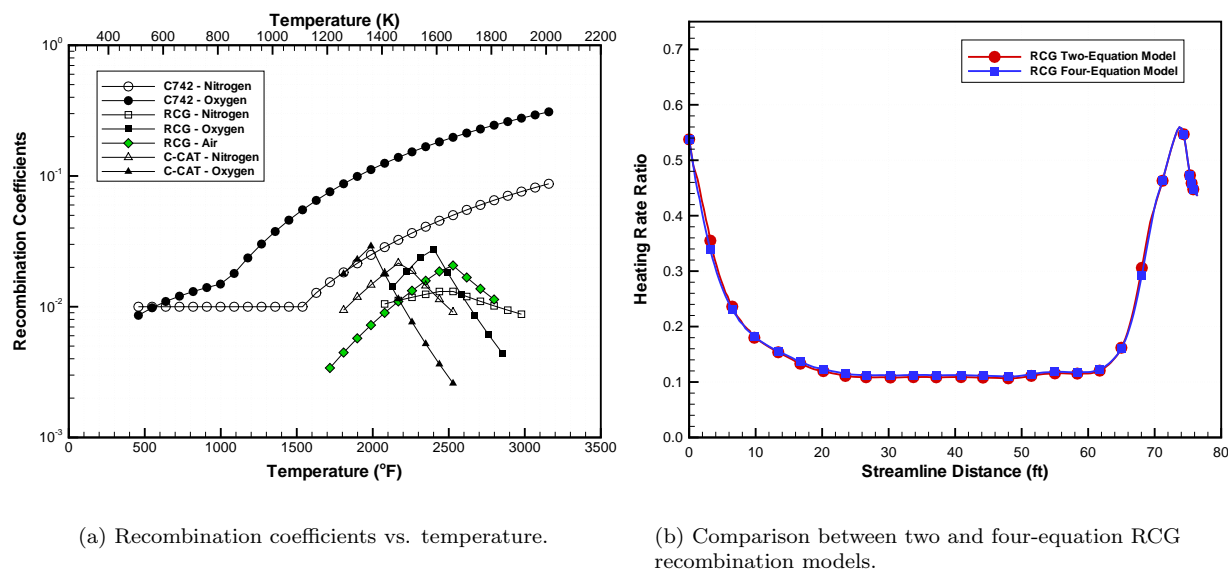 Temperature (K)
0 200 400 600 800 1000 1200 1400 1600 1800 2000 2200
10^0
10^-1
10^-2
10^-3
Recombination Coefficients
C742 - Nitrogen
C742 - Oxygen
RCG - Nitrogen
RCG - Oxygen
RCG - Air
C-CAT - Nitrogen
C-CAT - Oxygen
500 1000 1500 2000 2500 3000 3500
Temperature (°F)
(a) Recombination coefficients vs. temperature.
0.7
0.6
0.5
0.4
0.3
0.2
0.1
0.0
Heating Rate Ratio
RCG Two-Equation Model
RCG Four-Equation Model
0 10 20 30 40 50 60 70 80
Streamline Distance (ft)
(b) Comparison between two and four-equation RCG
recombination models.